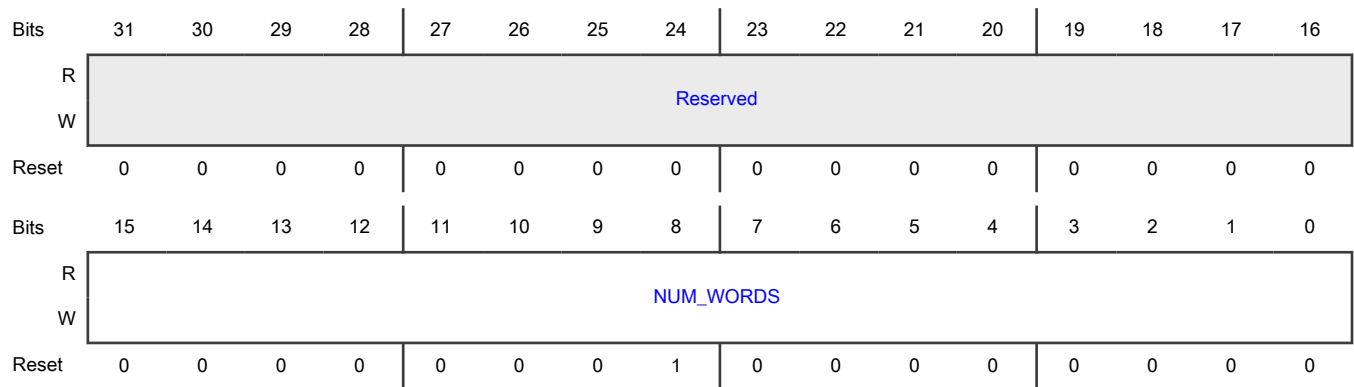 Bits 31 30 29 28 27 26 25 24 23 22 21 20 19 18 17 16
R
Reserved
W
Reset 0 0 0 0 0 0 0 0 0 0 0 0 0 0 0 0
Bits 15 14 13 12 11 10 9 8 7 6 5 4 3 2 1 0
R
NUM_WORDS
W
Reset 0 0 0 0 0 0 0 1 0 0 0 0 0 0 0 0